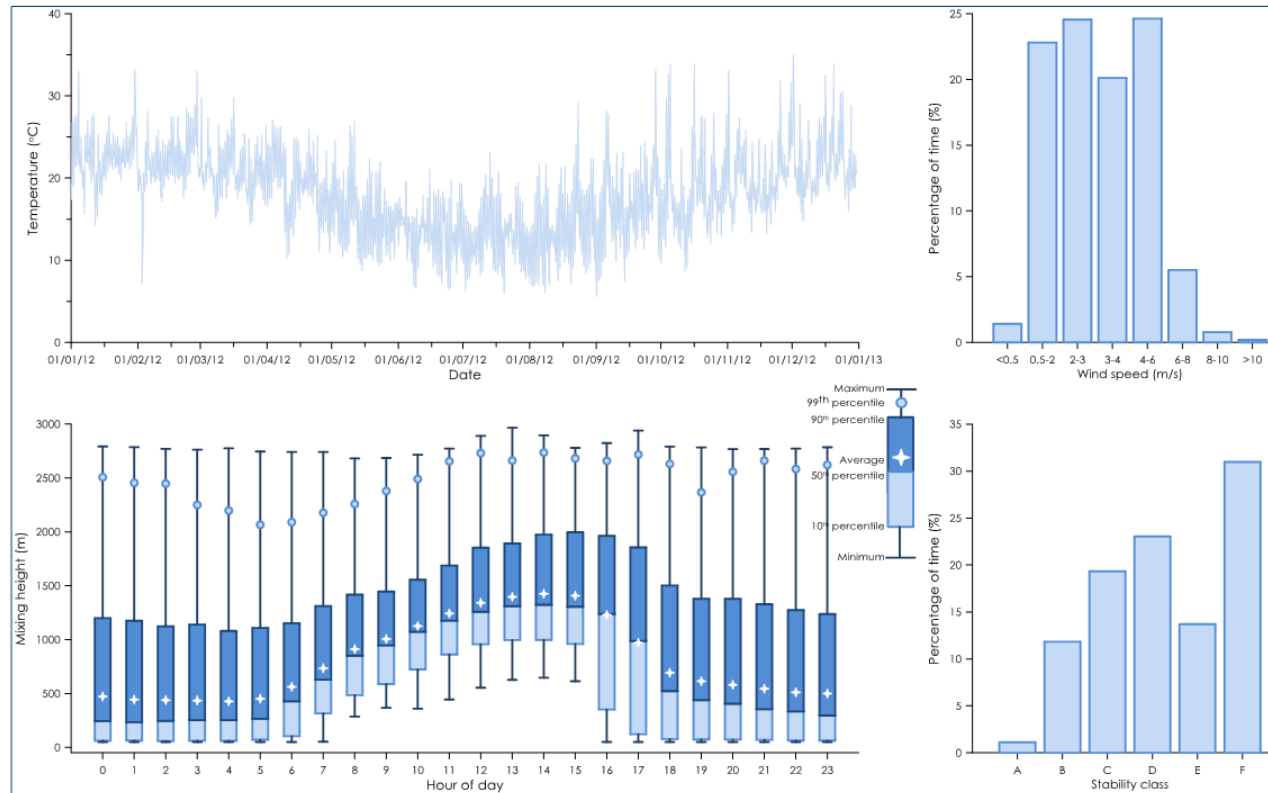 40
30
20
10
0
Temperature (°C)
01/01/12 01/02/12 01/03/12 01/04/12 01/05/12 01/06/12 01/07/12 01/08/12 01/09/12 01/10/12 01/11/12 01/12/12 01/01/13
Date
25
20
15
10
5
0
Percentage of time (%)
<0.5 0.5-2 2-3 3-4 4-6 6-8 8-10 >10
Wind speed (m/s)
3000
2500
2000
1500
1000
500
0
Mixing height (m)
0 1 2 3 4 5 6 7 8 9 10 11 12 13 14 15 16 17 18 19 20 21 22 23
Hour of day
Maximum
99th percentile
90th percentile
Average
50th percentile
10th percentile
Minimum
35
30
25
20
15
10
5
0
Percentage of time (%)
A B C D E F
Stability class